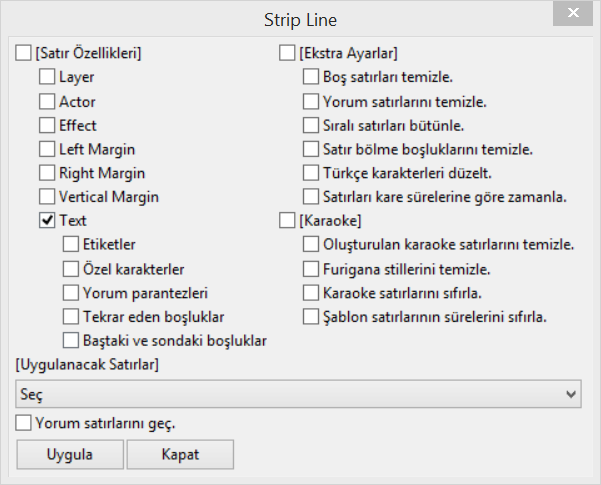 Strip Line
[Satır Özellikleri]
Layer
Actor
Effect
Left Margin
Right Margin
Vertical Margin
Text
Etiketler
Özel karakterler
Yorum parantezleri
Tekrar eden boşluklar
Baştaki ve sondaki boşluklar
[Ekstra Ayarlar]
Boş satırları temizle.
Yorum satırlarını temizle.
Sıralı satırları bütünle.
Satır bölme boşluklarını temizle.
Türkçe karakterleri düzelt.
Satırları kare sürelerine göre zamanla.
[Karaoke]
Oluşturulan karaoke satırlarını temizle.
Furigana stillerini temizle.
Karaoke satırlarını sıfırla.
Şablon satırlarının sürelerini sıfırla.
[Uygulanacak Satırlar]
Seç
Yorum satırlarını geç.
Uygula
Kapat